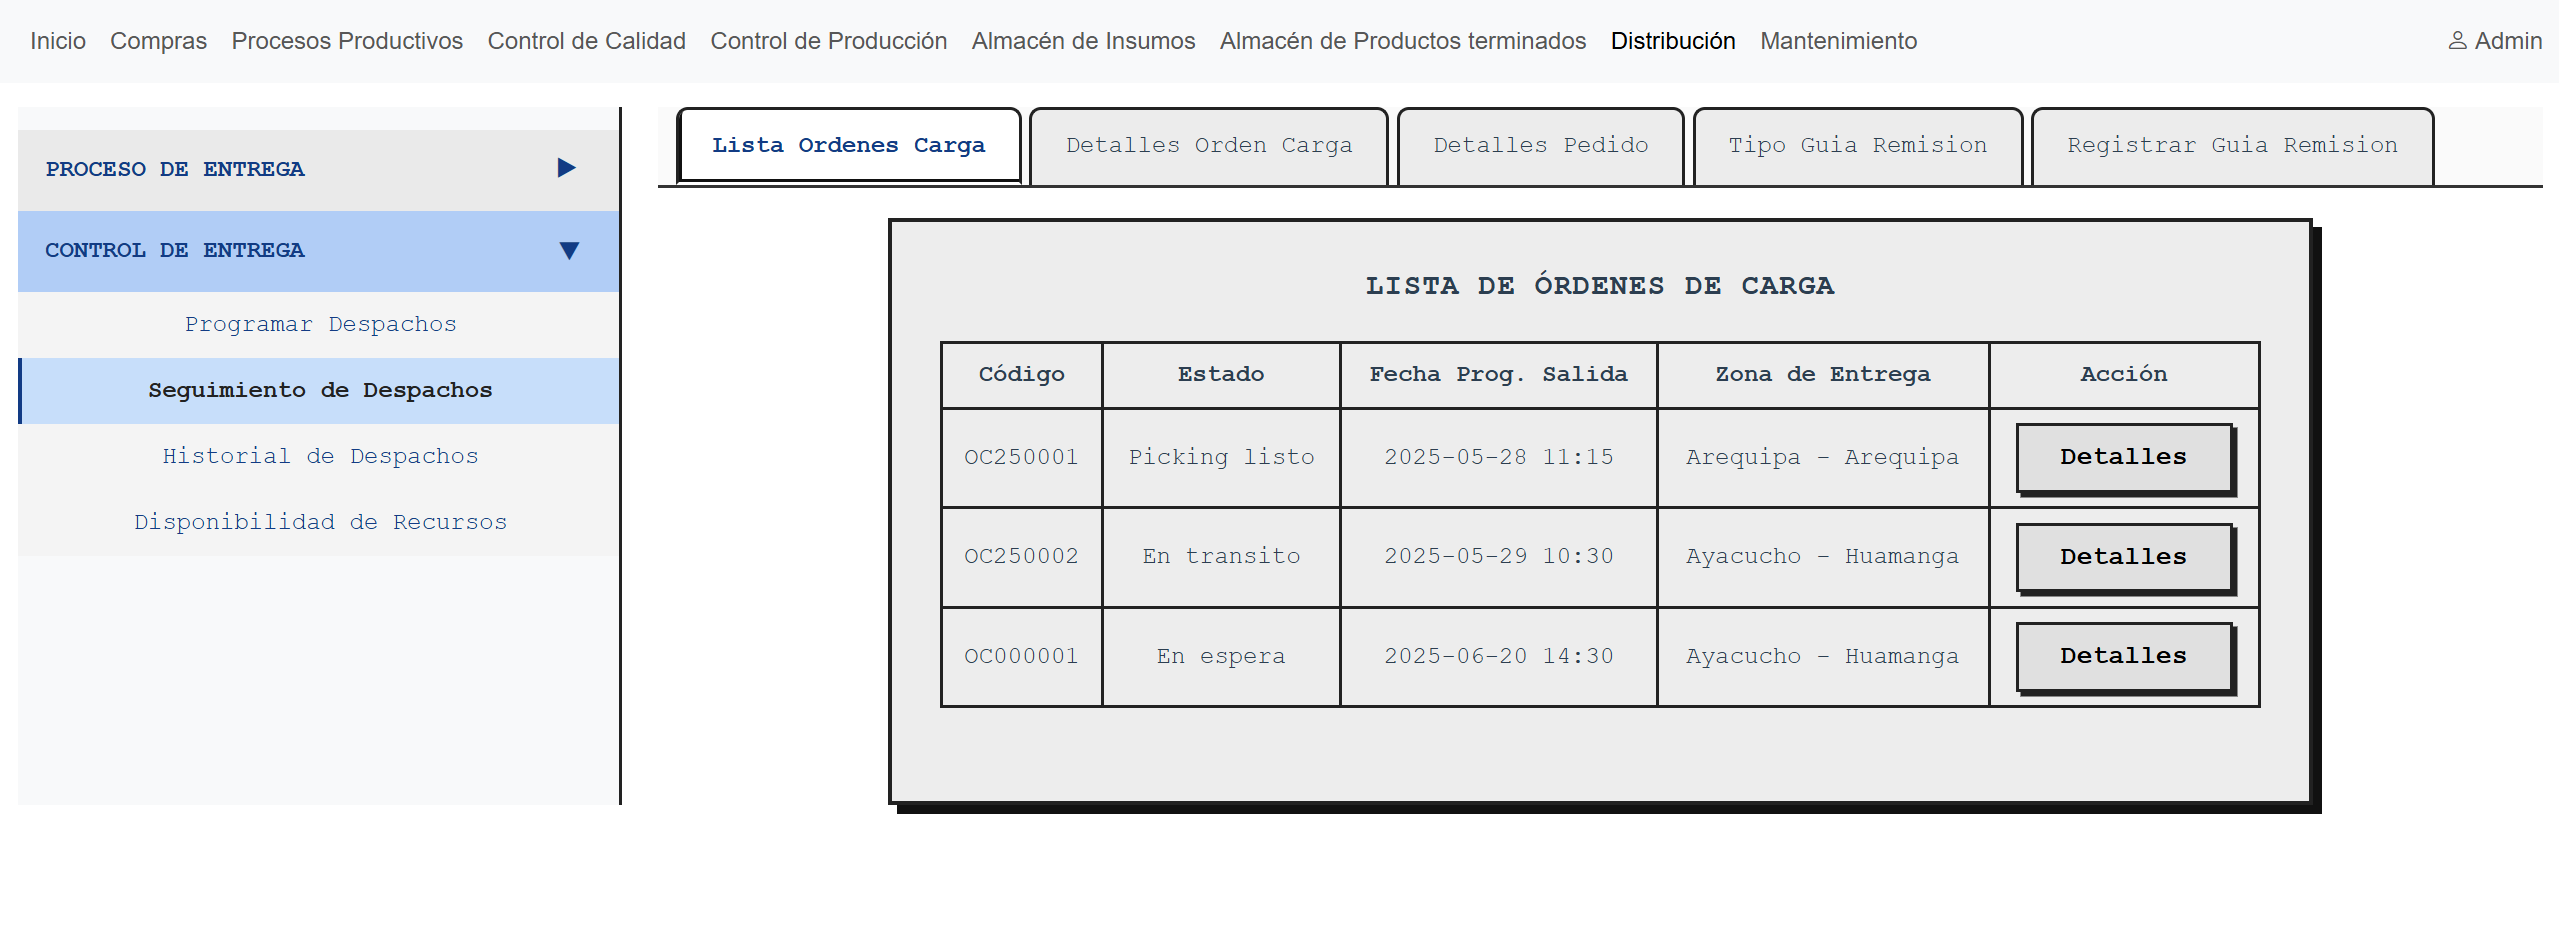 Inicio Compras Procesos Productivos Control de Calidad Control de Producción Almacén de Insumos Almacén de Productos terminados Distribución Mantenimiento Admin
PROCESO DE ENTREGA
CONTROL DE ENTREGA
Programar Despachos
Seguimiento de Despachos
Historial de Despachos
Disponibilidad de Recursos
Lista Ordenes Carga Detalles Orden Carga Detalles Pedido Tipo Guia Remision Registrar Guia Remision
LISTA DE ÓRDENES DE CARGA
Código Estado Fecha Prog. Salida Zona de Entrega Acción
OC250001 Picking listo 2025-05-28 11:15 Arequipa - Arequipa Detalles
OC250002 En transito 2025-05-29 10:30 Ayacucho - Huamanga Detalles
OC000001 En espera 2025-06-20 14:30 Ayacucho - Huamanga Detalles